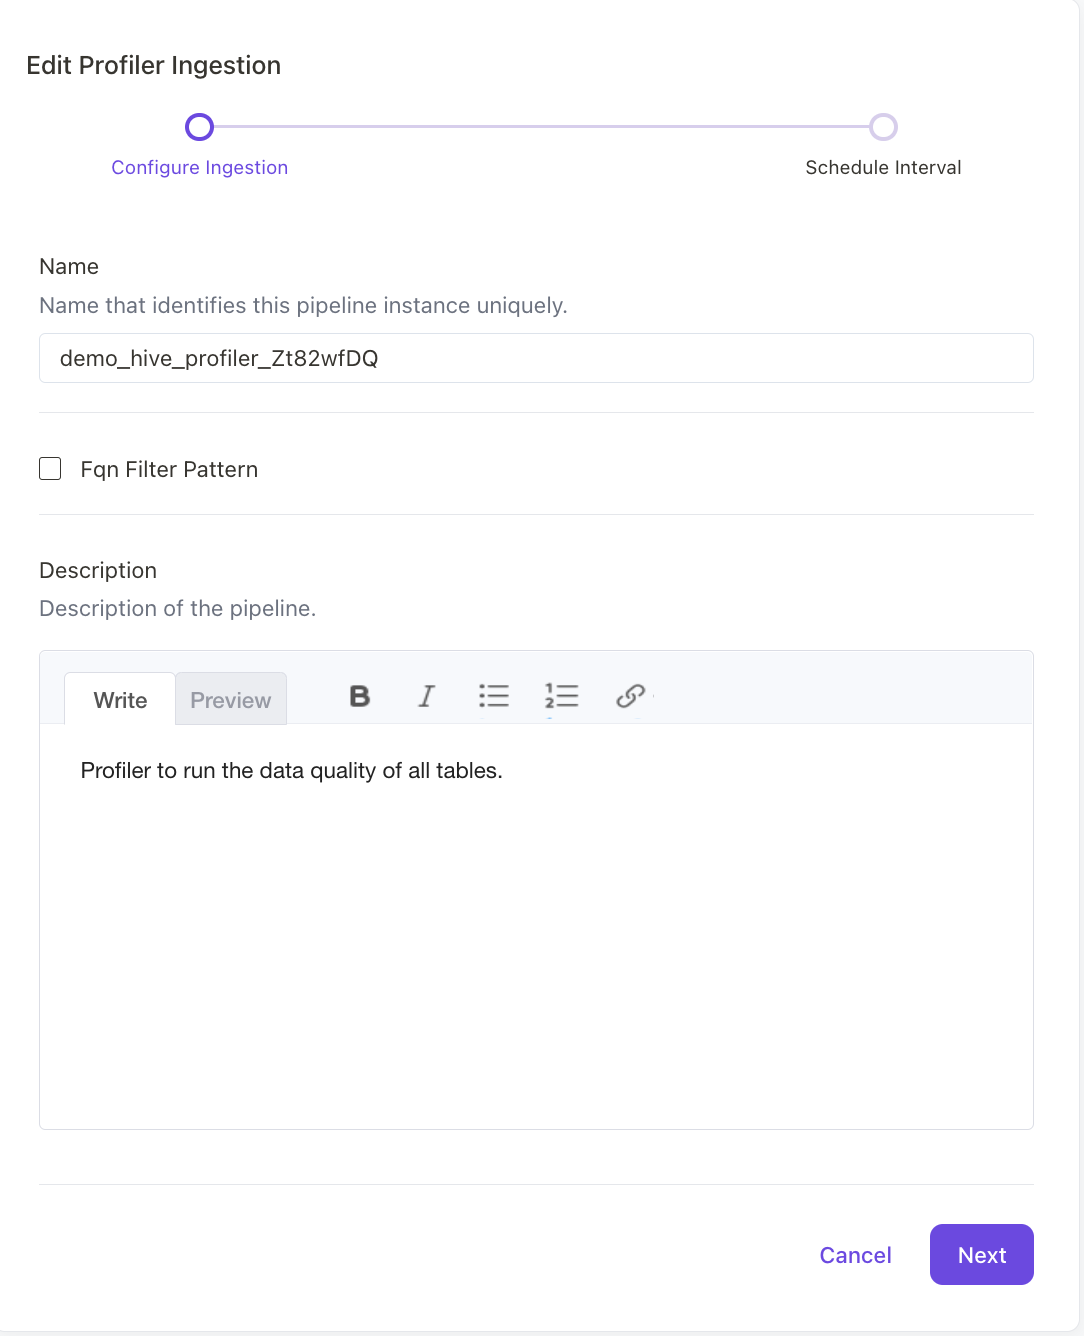 Edit Profiler Ingestion
Configure Ingestion
Schedule Interval
Name
Name that identifies this pipeline instance uniquely.
demo_hive_profiler_Zt82wfDQ
Fqn Filter Pattern
Description
Description of the pipeline.
Write Preview B I
Profiler to run the data quality of all tables.
Cancel Next